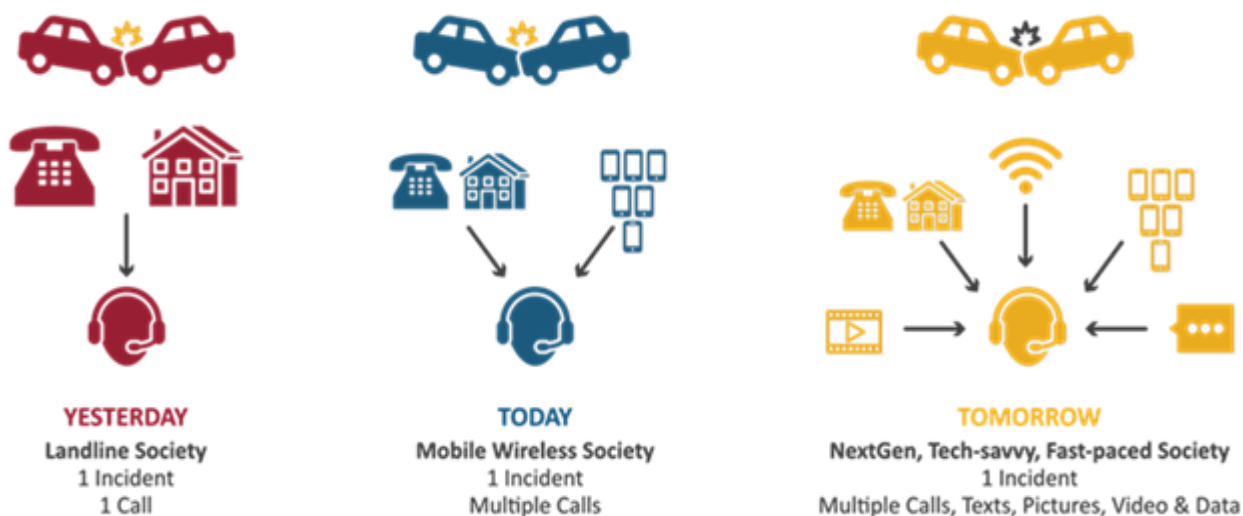 YESTERDAY
Landline Society
1 Incident
1 Call
TODAY
Mobile Wireless Society
1 Incident
Multiple Calls
TOMORROW
NextGen, Tech-savvy, Fast-paced Society
1 Incident
Multiple Calls, Texts, Pictures, Video & Data